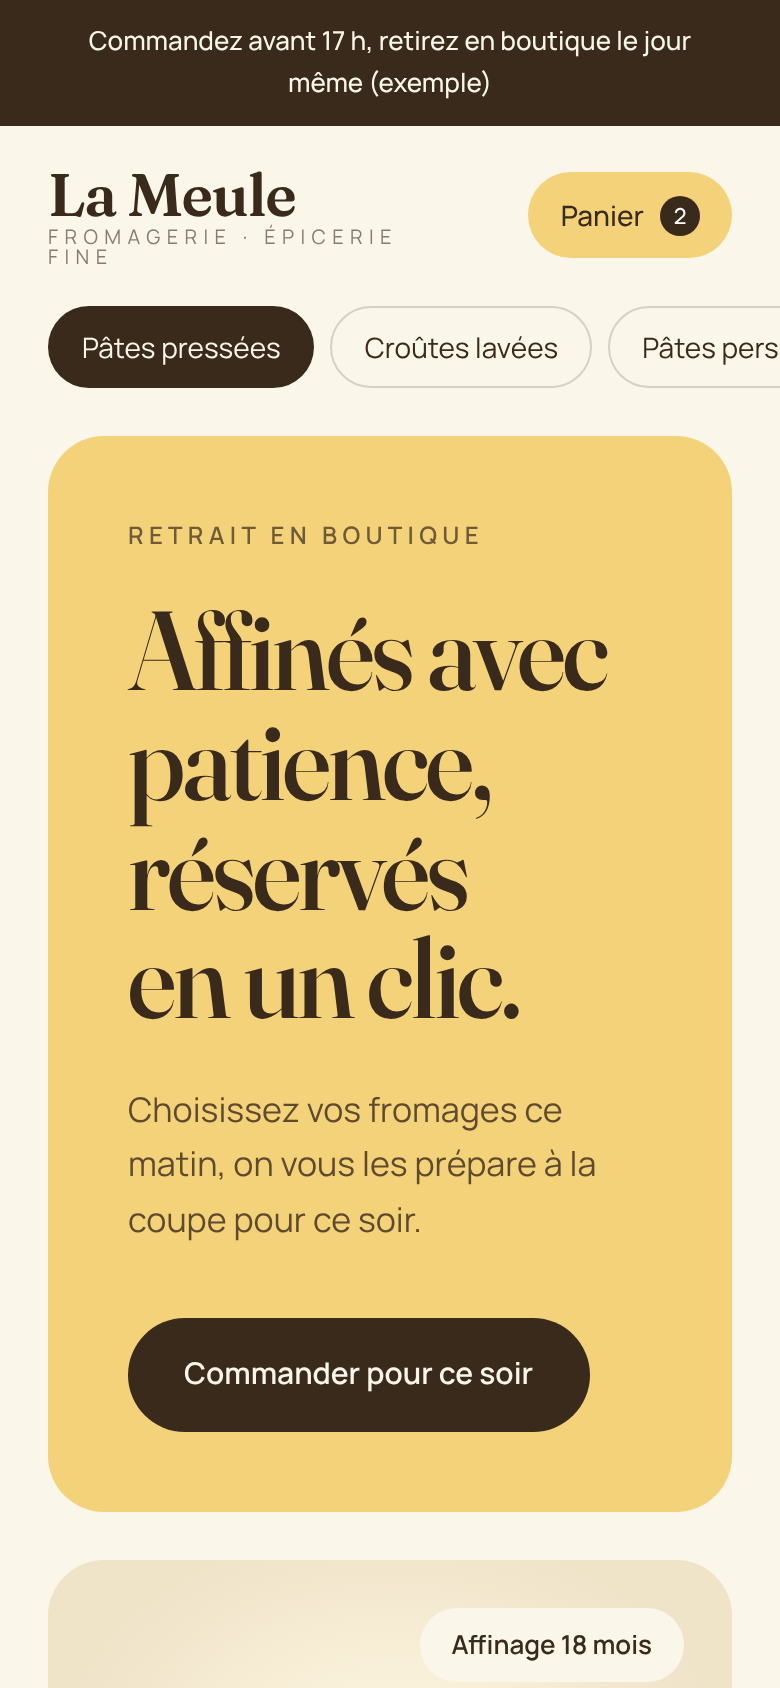 Commandez avant 17 h, retirez en boutique le jour
même (exemple)
La Meule
FROMAGERIE · ÉPICERIE
FINE
Panier 2
Pâtes pressées Croûtes lavées Pâtes pers
RETRAIT EN BOUTIQUE
Affinés avec
patience,
réservés
en un clic.
Choisissez vos fromages ce
matin, on vous les prépare à la
coupe pour ce soir.
Commander pour ce soir
Affinage 18 mois